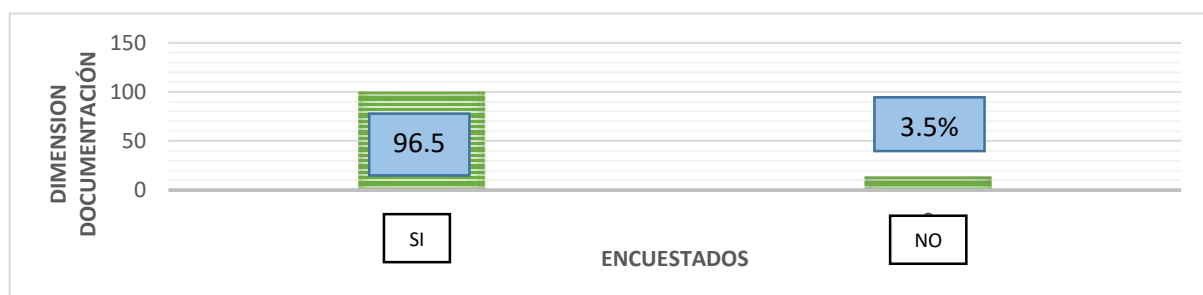 DIMENSION
DOCUMENTACIÓN
150
100
50
0
96.5
3.5%
SI
NO
ENCUESTADOS